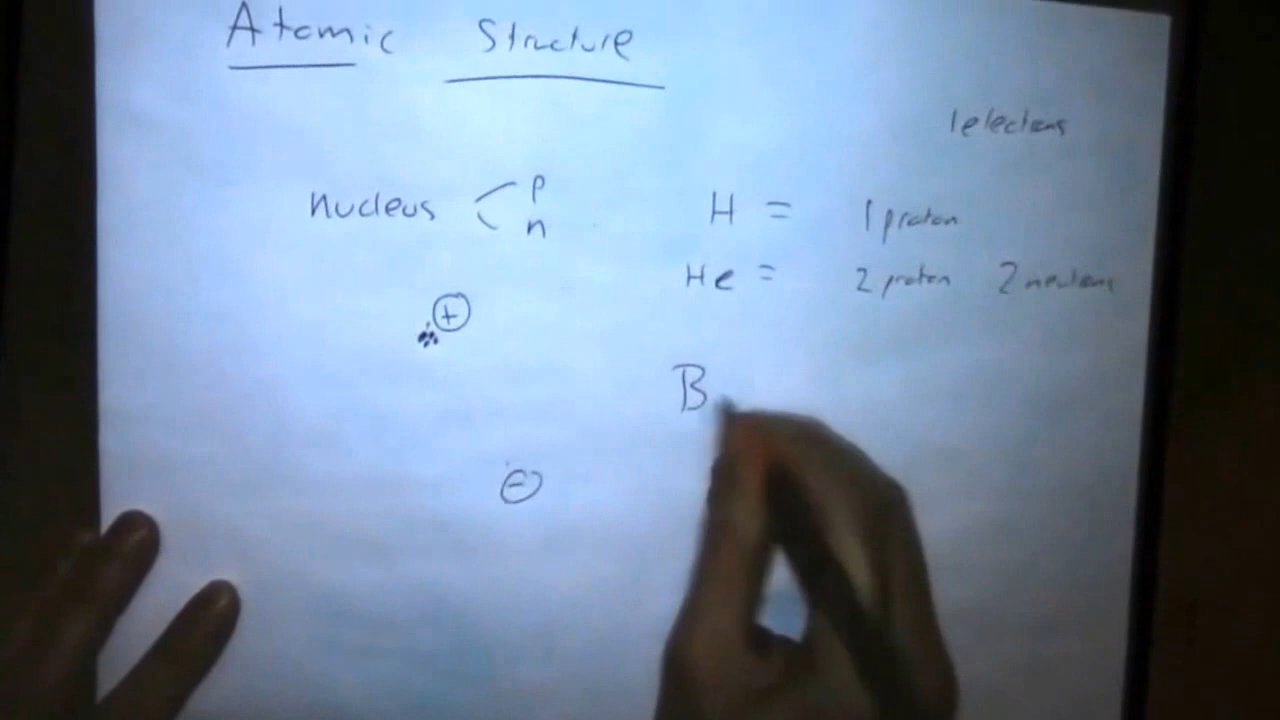 Atomic Structure
1 electrons
nucleus < p
n
H = 1 proton
He = 2 proton 2 neutrons
+
B
−